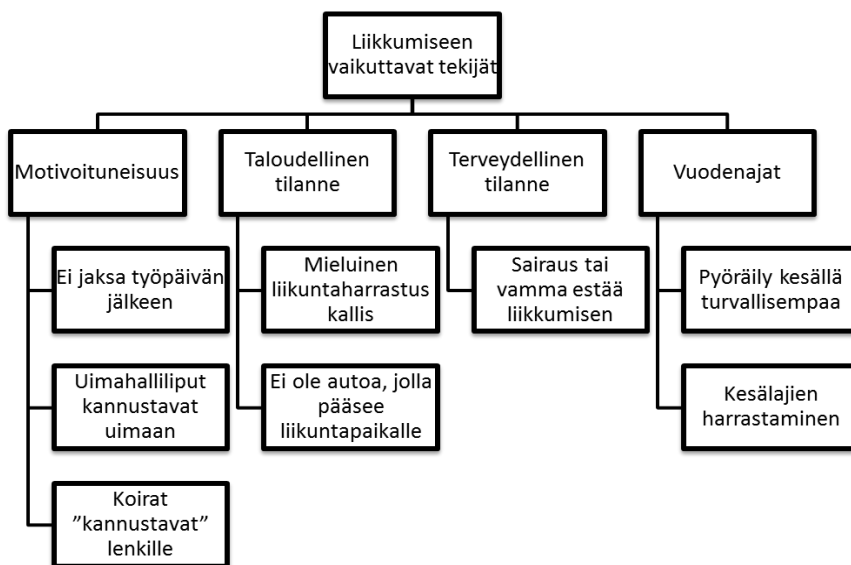 Liikkumiseen
vaikuttavat tekijät
Motivoituneisuus
Ei jaksa työpäivän
jälkeen
Uimahalliliput
kannustavat
uimaan
Koirat
”kannustavat”
lenkille
Taloudellinen
tilanne
Mieluinen
liikuntaharrastus
kallis
Ei ole autoa, jolla
pääsee
liikuntapaikalle
Terveydellinen
tilanne
Sairaus tai
vamma estää
liikkumisen
Vuodenajat
Pyöräily kesällä
turvallisempaa
Kesälajien
harrastaminen